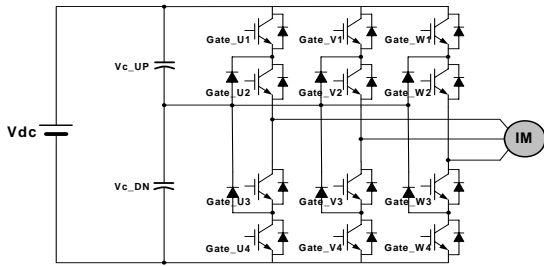 Gate_U1 Gate_V1 Gate_W1
Vc_UP
Gate_U2 Gate_V2 Gate_W2
Vdc
IM
Vc_DN
Gate_U3 Gate_V3 Gate_W3
Gate_U4 Gate_V4 Gate_W4